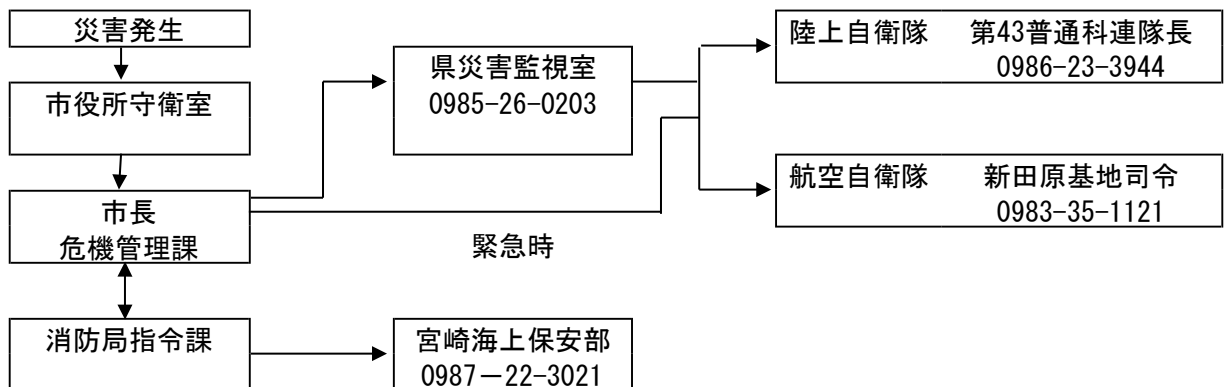 災害発生
市役所守衛室
市長
危機管理課
消防局指令課
県災害監視室
0985-26-0203
緊急時
宮崎海上保安部
0987－22-3021
陸上自衛隊　第43普通科連隊長
0986-23-3944
航空自衛隊　新田原基地司令
0983-35-1121